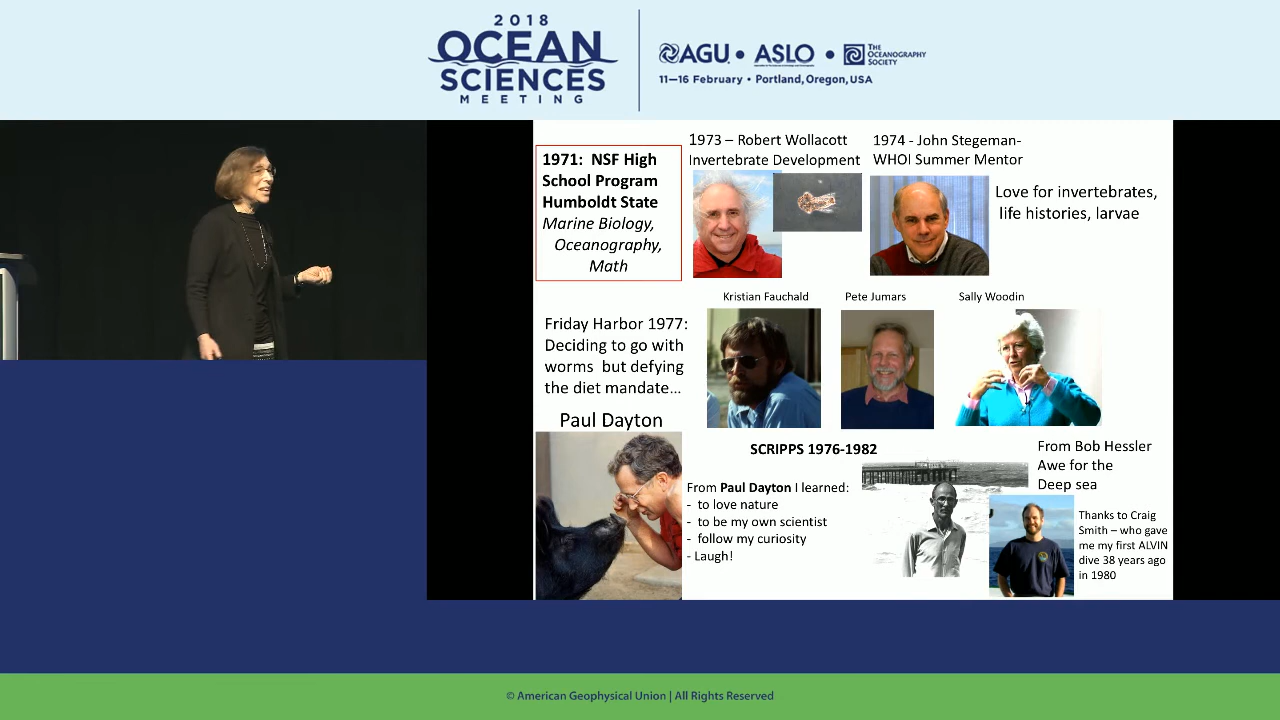 2018
OCEAN
SCIENCES
MEETING
AGU • ASLO • THE OCEANOGRAPHY SOCIETY
11–16 February • Portland, Oregon, USA
1971: NSF High
School Program
Humboldt State
Marine Biology,
Oceanography,
Math
1973 – Robert Wollacott
Invertebrate Development
1974 - John Stegeman-
WHOI Summer Mentor
Love for invertebrates,
life histories, larvae
Kristian Fauchald
Pete Jumars
Sally Woodin
Friday Harbor 1977:
Deciding to go with
worms but defying
the diet mandate...
Paul Dayton
SCRIPPS 1976-1982
From Paul Dayton I learned:
- to love nature
- to be my own scientist
- follow my curiosity
- Laugh!
From Bob Hessler
Awe for the
Deep sea
Thanks to Craig
Smith – who gave
me my first ALVIN
dive 38 years ago
in 1980
© American Geophysical Union | All Rights Reserved